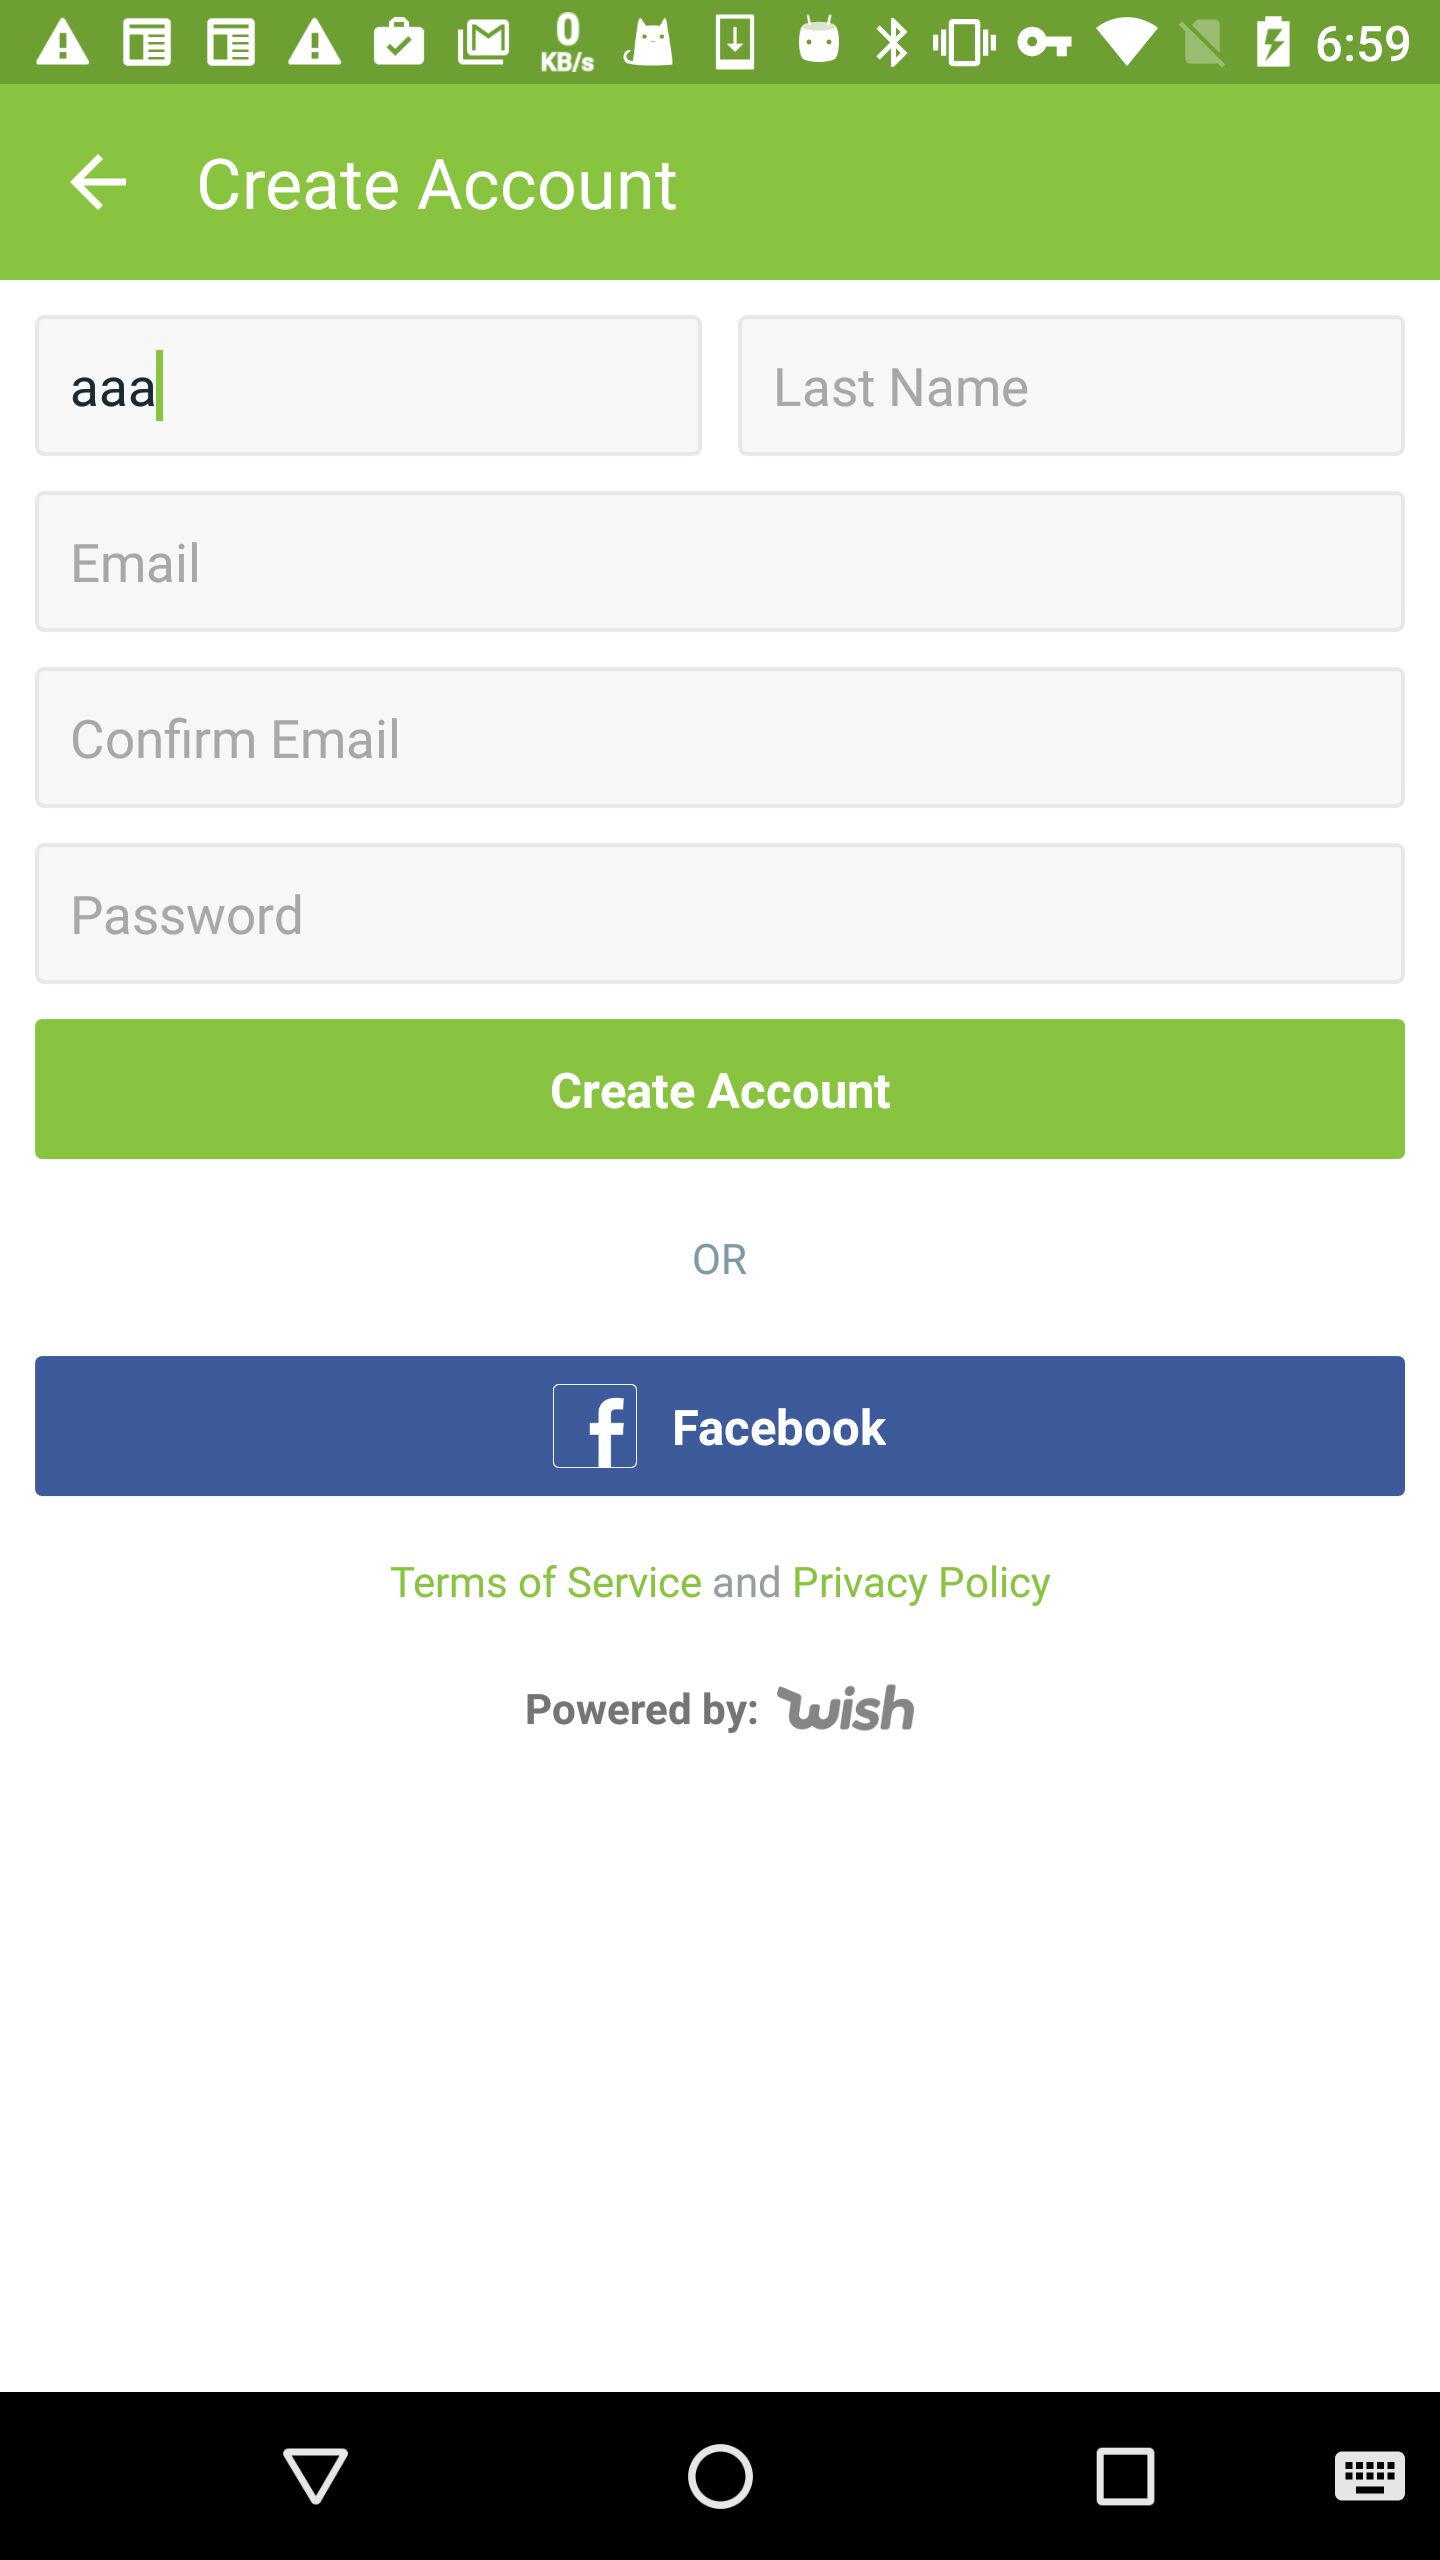 0
KB/s
6:59
Create Account
aaa
Last Name
Email
Confirm Email
Password
Create Account
OR
Facebook
Terms of Service and Privacy Policy
Powered by: wish